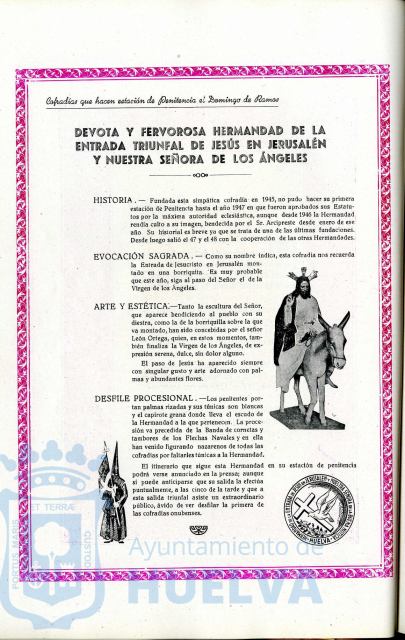 Cofradías que hacen estación de Penitencia el Domingo de Ramos
DEVOTA Y FERVOROSA HERMANDAD DE LA
ENTRADA TRIUNFAL DE JESÚS EN JERUSALÉN
Y NUESTRA SEÑORA DE LOS ÁNGELES
HISTORIA. — Fundada esta simpática cofradía en 1945, no pudo hacer su primera
estación de Penitencia hasta el año 1947 en que fueron aprobados sus Estatu-
tos por la máxima autoridad eclesiástica, aunque desde 1946 la Hermandad
rendía culto a su imagen, bendecida por el Sr. Arcipreste desde enero de ese
año. Su historial es breve ya que se trata de una de las últimas fundaciones.
Desde luego salió el 47 y el 48 con la cooperación de las otras Hermandades.
EVOCACIÓN SAGRADA. — Como su nombre indica, esta cofradía nos recuerda
la Entrada de Jesucristo en Jerusalén mon-
tado en una borriquita. Es muy probable
que este año, siga al paso del Señor el de la
Virgen de los Ángeles.
ARTE Y ESTÉTICA.—Tanto la escultura del Señor,
que aparece bendiciendo al pueblo con su
diestra, como la de la borriquilla sobre la que
va montado, han sido concebidas por el señor
León Ortega, quien, en estos momentos, tam-
bién finaliza la Virgen de los Ángeles, de ex-
presión serena, dulce, sin dolor alguno.
El paso de Jesús ha aparecido siempre
con singular gusto y arte adornado con pal-
mas y abundantes flores.
DESFILE PROCESIONAL.—Los penitentes por-
tan palmas rizadas y sus túnicas son blancas
y el capirote grana donde lleva el escudo de
la Hermandad a la que pertenecen. La proce-
sión va precedida de la Banda de cornetas y
tambores de los Flechas Navales y en ella
han venido figurando nazarenos de todas las
cofradías por faltarles túnicas a la Hermandad.
El itinerario que sigue esta Hermandad en su estación de penitencia
podrá verse anunciado en la prensa; aunque
si puede anticiparse que su salida la efectúa
puntualmente, a las cinco de la tarde y que a
esta salida triunfal asiste un extraordinario
público, ávido de ver desfilar la primera de
las cofradías onubenses.
HUELVA
PORTUS MARIS
ET TERRAE
CUSTODIA
Ayuntamiento de
HUELVA